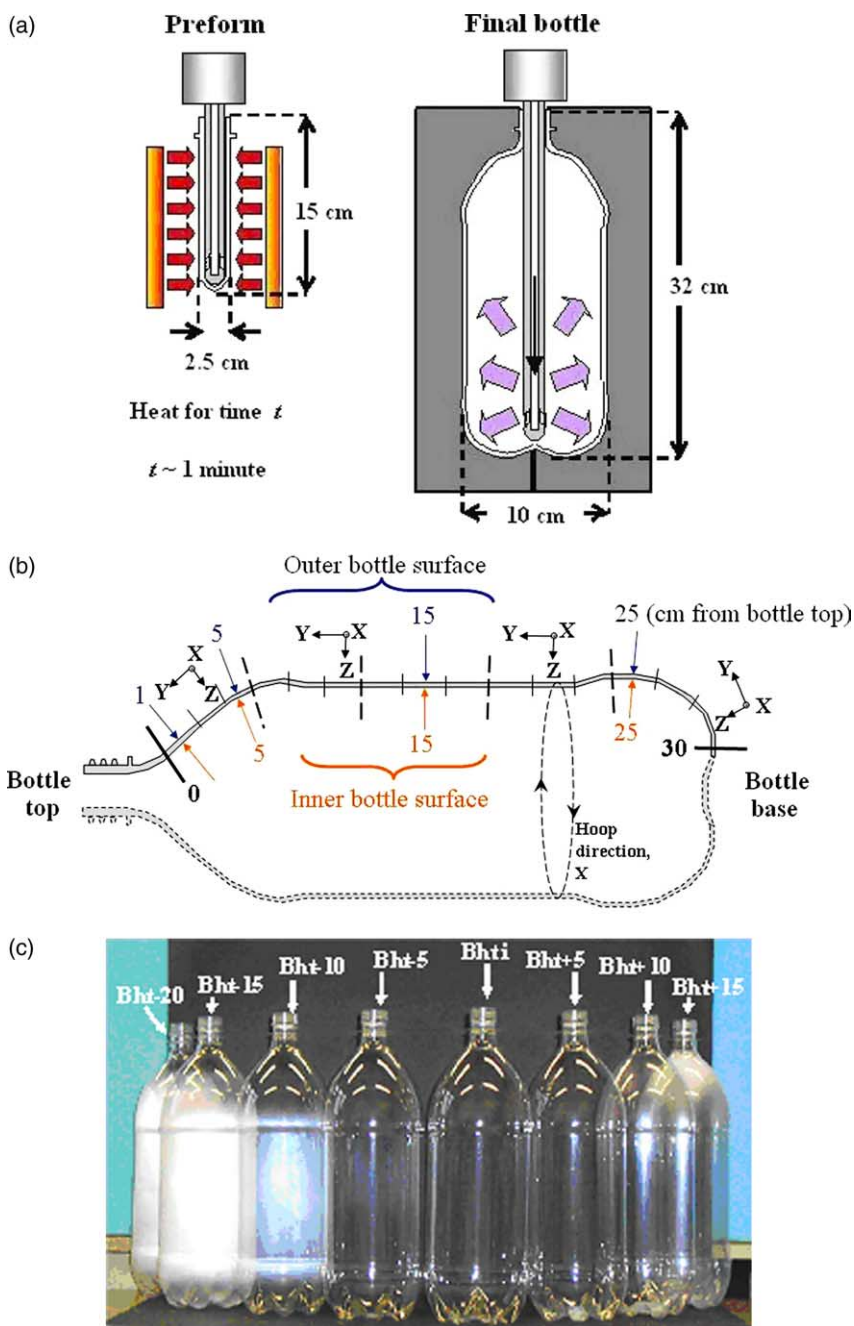 (a)
Preform
Final bottle
15 cm
2.5 cm
Heat for time t
t ~ 1 minute
32 cm
10 cm
(b)
Outer bottle surface
25 (cm from bottle top)
15
5
1
Y
X
Z
Y
X
Z
Y
X
Z
Y
X
Z
0
5
15
25
30
Inner bottle surface
Bottle
top
Bottle
base
Hoop
direction,
X
(c)
Bht-20
Bht-15
Bht-10
Bht-5
Bhti
Bht+5
Bht+10
Bht+15